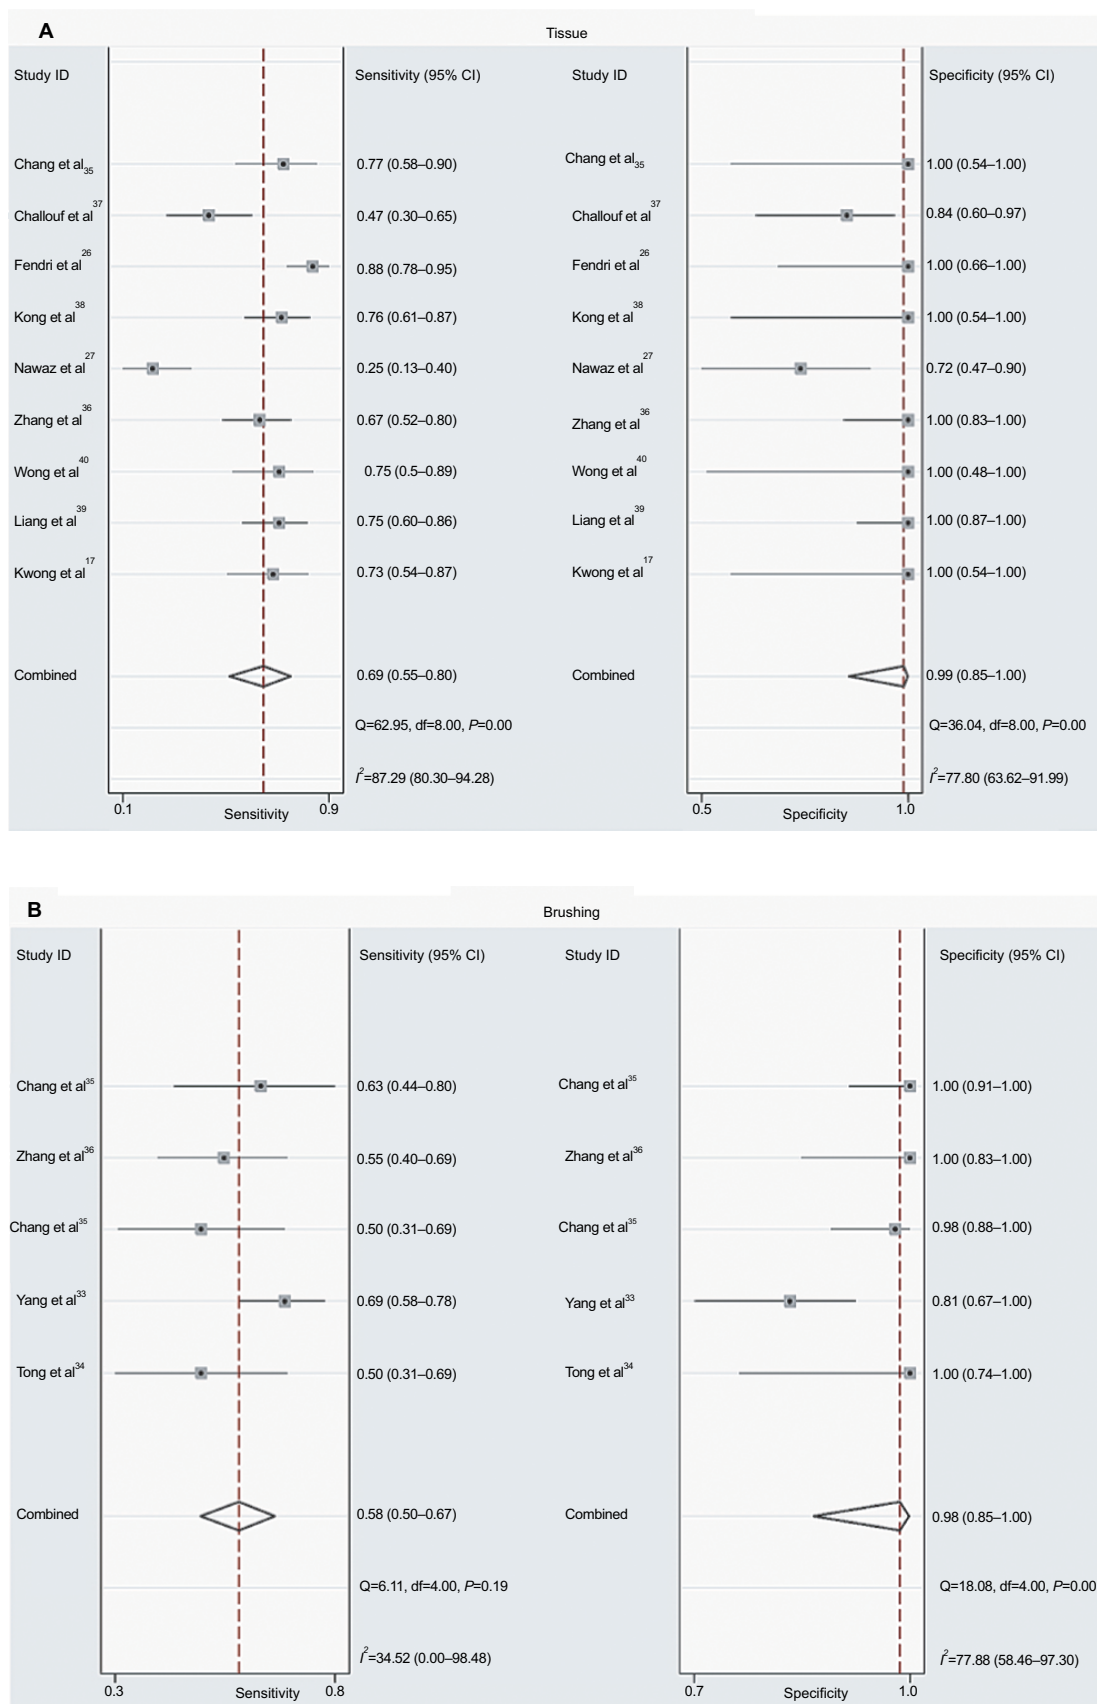 A
Tissue
Study ID Sensitivity (95% CI) Study ID Specificity (95% CI)
Chang et al35 0.77 (0.58–0.90) Chang et al35 1.00 (0.54–1.00)
Challouf et al37 0.47 (0.30–0.65) Challouf et al37 0.84 (0.60–0.97)
Fendri et al26 0.88 (0.78–0.95) Fendri et al26 1.00 (0.66–1.00)
Kong et al38 0.76 (0.61–0.87) Kong et al38 1.00 (0.54–1.00)
Nawaz et al27 0.25 (0.13–0.40) Nawaz et al27 0.72 (0.47–0.90)
Zhang et al36 0.67 (0.52–0.80) Zhang et al36 1.00 (0.83–1.00)
Wong et al40 0.75 (0.5–0.89) Wong et al40 1.00 (0.48–1.00)
Liang et al39 0.75 (0.60–0.86) Liang et al39 1.00 (0.87–1.00)
Kwong et al17 0.73 (0.54–0.87) Kwong et al17 1.00 (0.54–1.00)
Combined 0.69 (0.55–0.80) Combined 0.99 (0.85–1.00)
Q=62.95, df=8.00, P=0.00 Q=36.04, df=8.00, P=0.00
I2=87.29 (80.30–94.28) I2=77.80 (63.62–91.99)
0.1 0.9 0.5 1.0
Sensitivity Specificity
B
Brushing
Study ID Sensitivity (95% CI) Study ID Specificity (95% CI)
Chang et al35 0.63 (0.44–0.80) Chang et al35 1.00 (0.91–1.00)
Zhang et al36 0.55 (0.40–0.69) Zhang et al36 1.00 (0.83–1.00)
Chang et al35 0.50 (0.31–0.69) Chang et al35 0.98 (0.88–1.00)
Yang et al33 0.69 (0.58–0.78) Yang et al33 0.81 (0.67–1.00)
Tong et al34 0.50 (0.31–0.69) Tong et al34 1.00 (0.74–1.00)
Combined 0.58 (0.50–0.67) Combined 0.98 (0.85–1.00)
Q=6.11, df=4.00, P=0.19 Q=18.08, df=4.00, P=0.00
I2=34.52 (0.00–98.48) I2=77.88 (58.46–97.30)
0.3 Sensitivity 0.8 0.7 Specificity 1.0